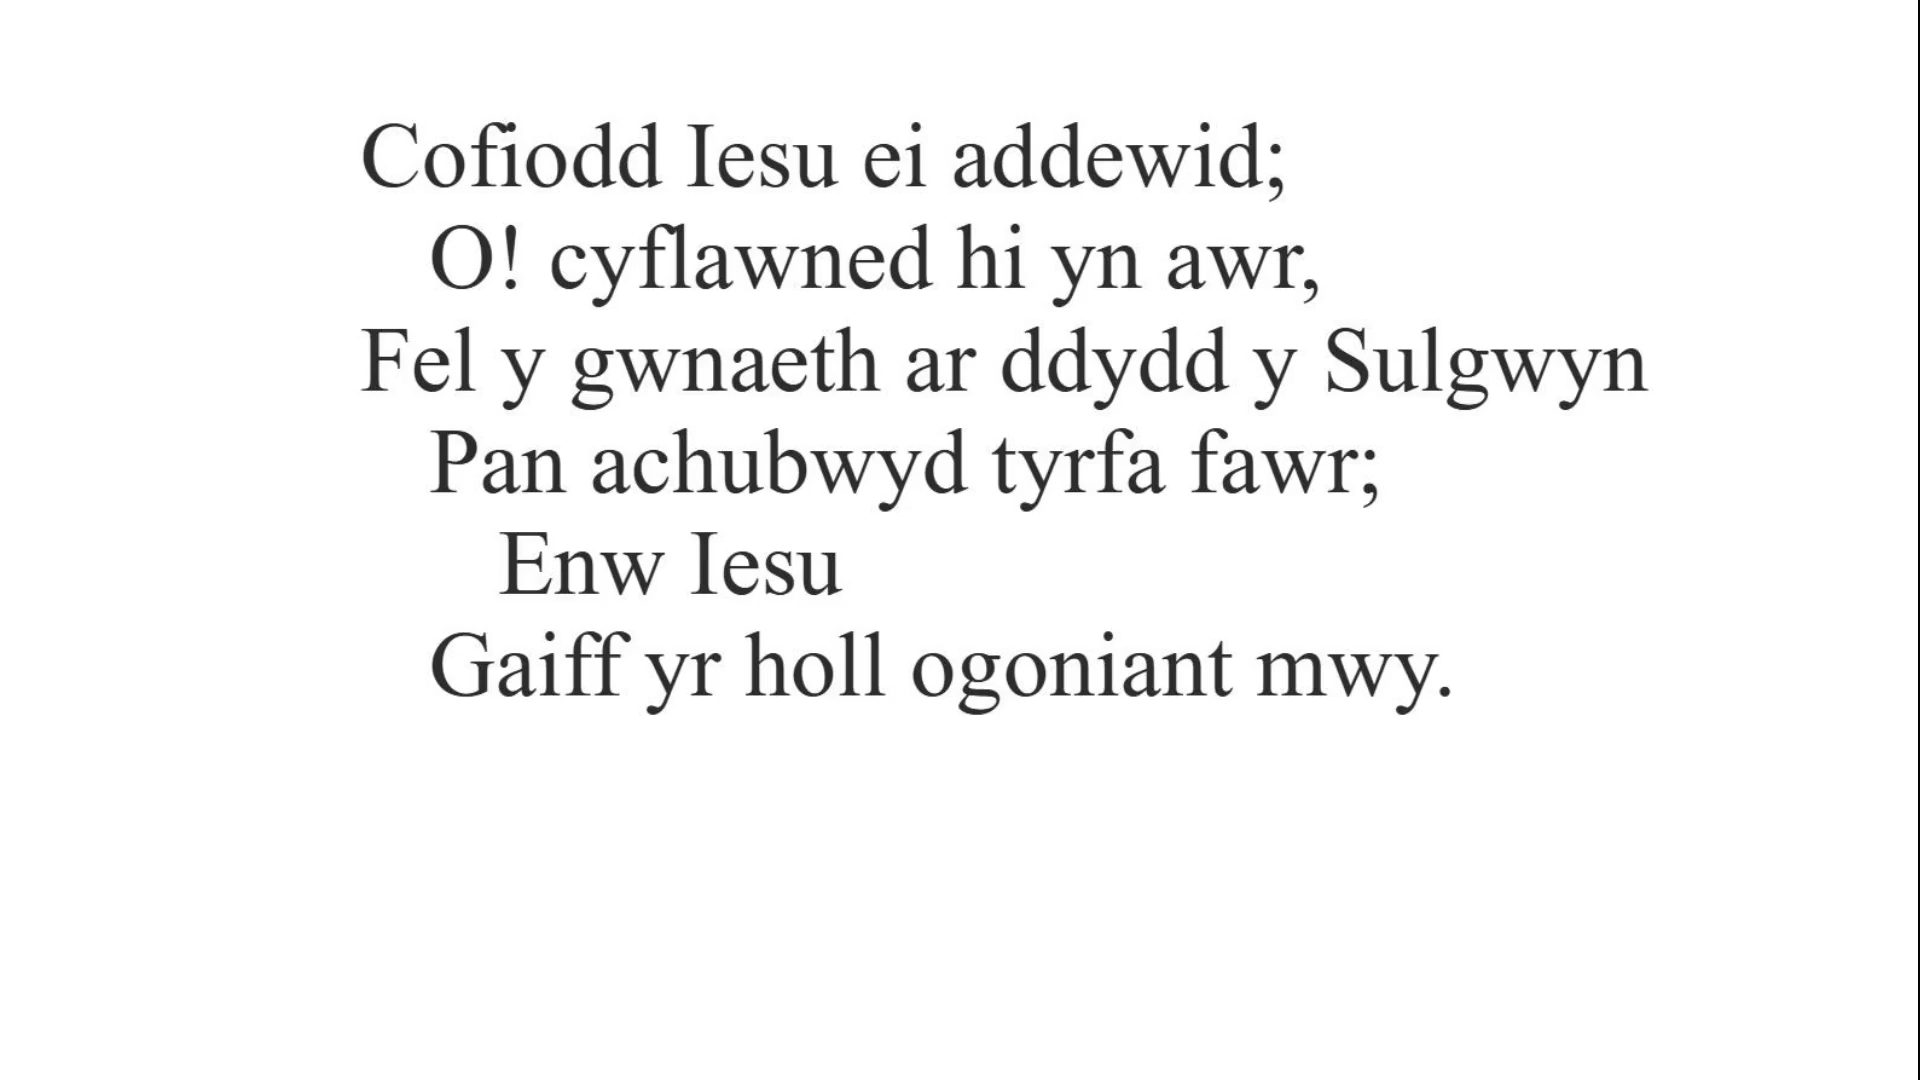 Cofiodd Iesu ei addewid;
O! cyflawned hi yn awr,
Fel y gwnaeth ar ddydd y Sulgwyn
Pan achubwyd tyrfa fawr;
Enw Iesu
Gaiff yr holl ogoniant mwy.